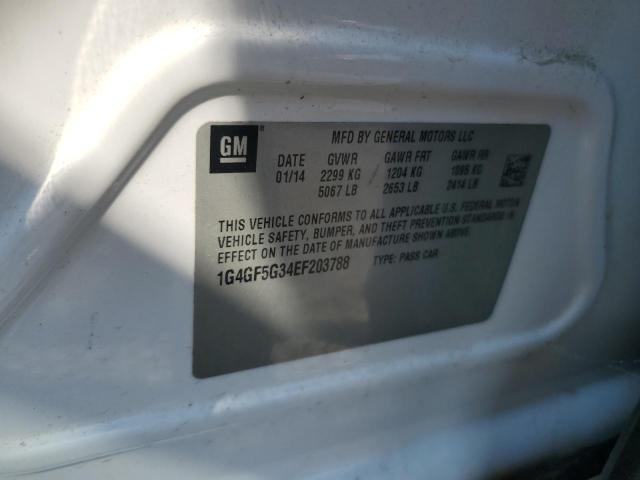 GM
MFD BY GENERAL MOTORS LLC
DATE GVWR GAWR FRT GAWR RR
01/14 2299 KG 1204 KG 1095 KG
5067 LB 2653 LB 2414 LB
THIS VEHICLE CONFORMS TO ALL APPLICABLE U.S. FEDERAL MOTOR
VEHICLE SAFETY, BUMPER, AND THEFT PREVENTION STANDARDS IN
EFFECT ON THE DATE OF MANUFACTURE SHOWN ABOVE.
1G4GF5G34EF203788 TYPE: PASS CAR